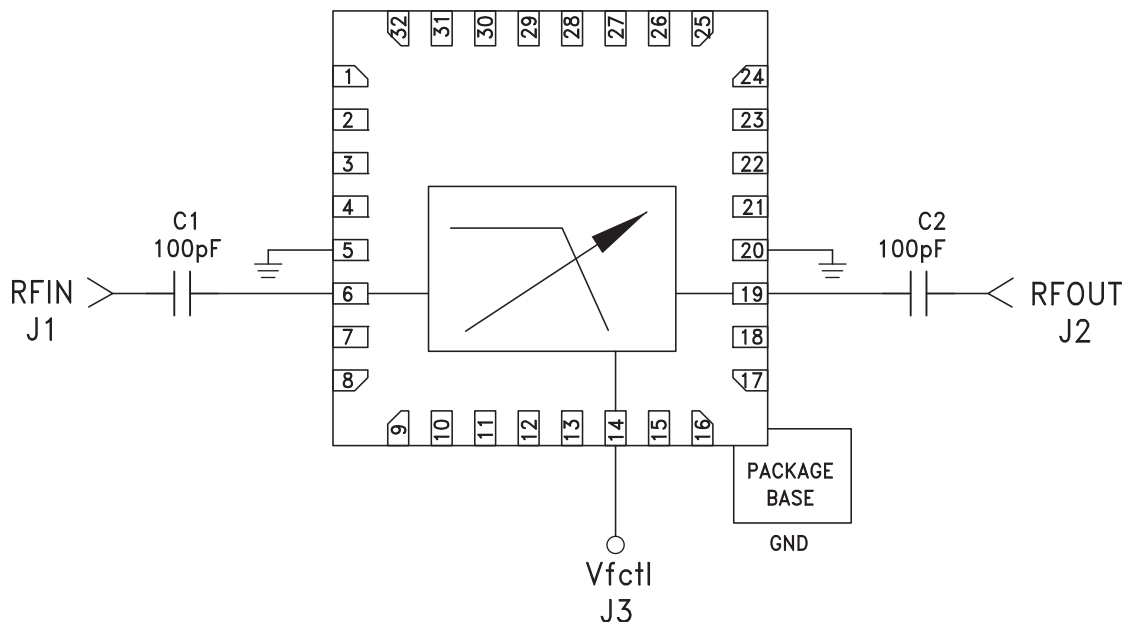 32 31 30 29 28 27 26 25
1
2
3
4
5
6
7
8
24
23
22
21
20
19
18
17
9 10 11 12 13 14 15 16
C1
100pF
RFIN
J1
C2
100pF
RFOUT
J2
PACKAGE
BASE
GND
Vfctl
J3